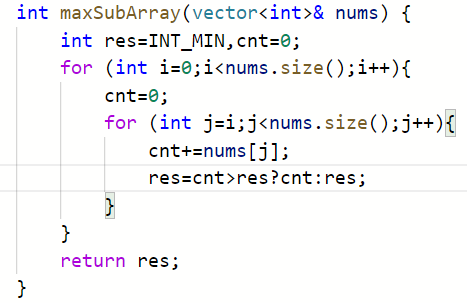 int maxSubArray(vector<int>& nums) {
    int res=INT_MIN,cnt=0;
    for (int i=0;i<nums.size();i++){
        cnt=0;
        for (int j=i;j<nums.size();j++){
            cnt+=nums[j];
            res=cnt>res?cnt:res;
        }
    }
    return res;
}